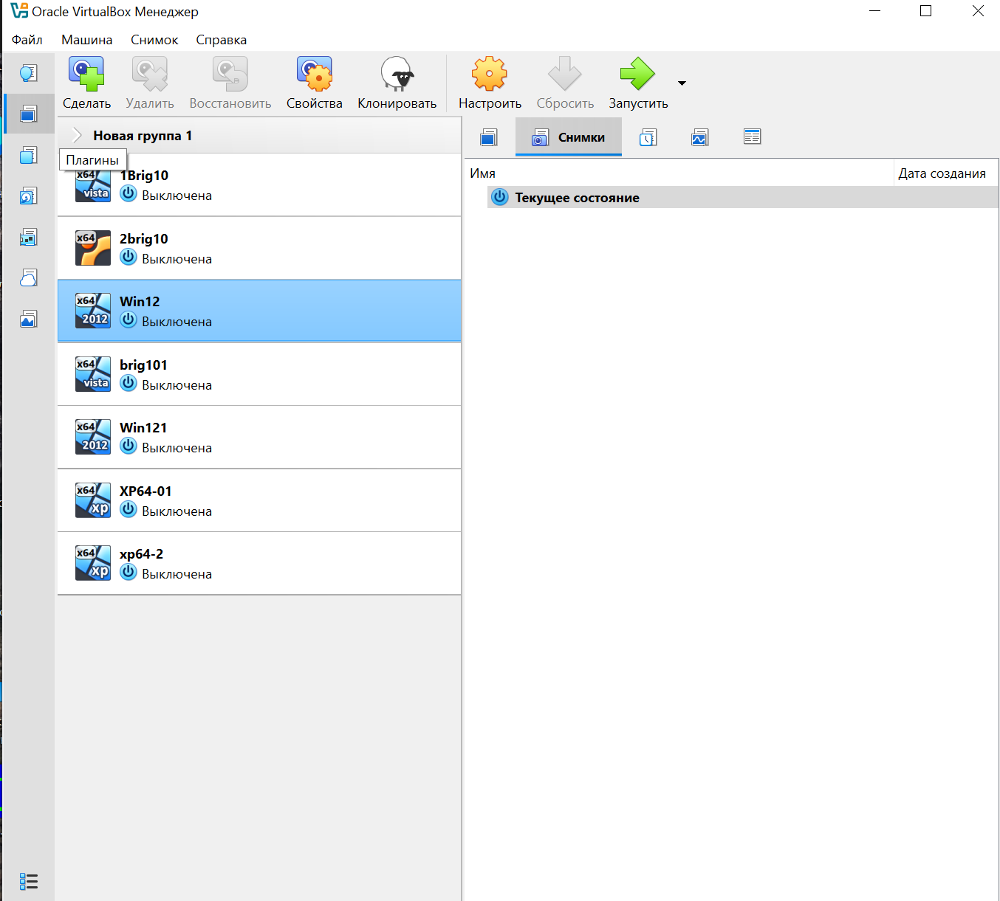 Oracle VirtualBox Менеджер
Файл Машина Снимок Справка
Сделать Удалить Восстановить Свойства Клонировать Настроить Сбросить Запустить
Новая группа 1
Снимки
Плагины
Имя Дата создания
Текущее состояние
x64 vista 1Brig10
Выключена
x64 2brig10
Выключена
x64 2012 Win12
Выключена
x64 vista brig101
Выключена
x64 2012 Win121
Выключена
x64 xp XP64-01
Выключена
x64 xp xp64-2
Выключена